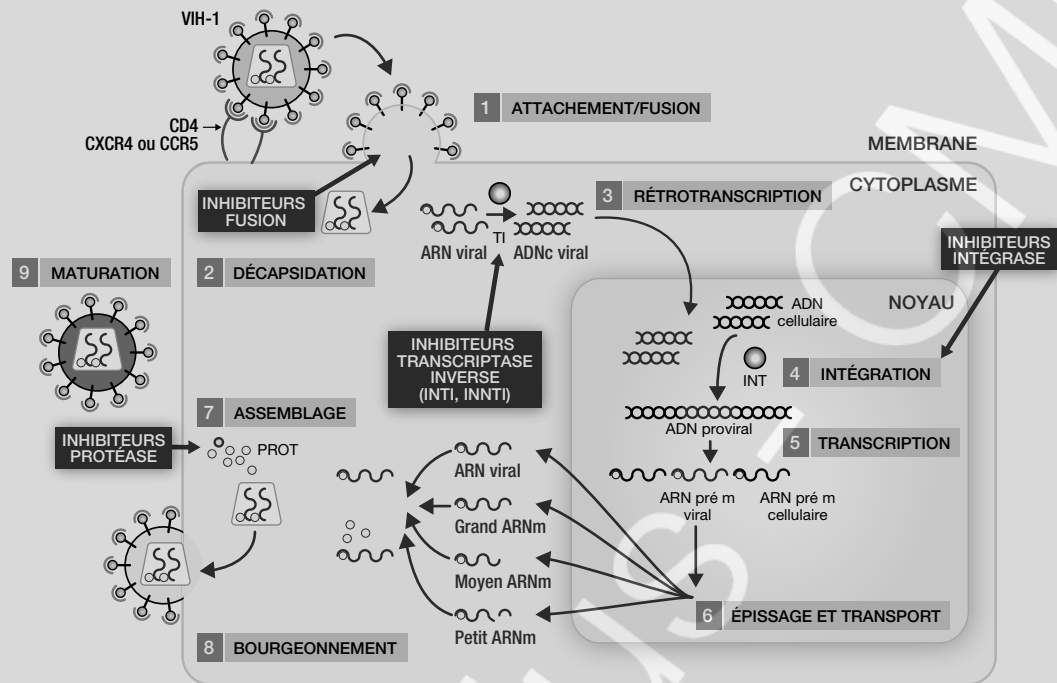 VIH-1
CD4
CXCR4 ou CCR5
1 ATTACHEMENT/FUSION
MEMBRANE
CYTOPLASME
INHIBITEURS
FUSION
3 RÉTROTRANSCRIPTION
TI
ARN viral
ADNc viral
INHIBITEURS
INTÉGRASE
9 MATURATION
2 DÉCAPSIDATION
NOYAU
ADN
cellulaire
INHIBITEURS
TRANSCRIPTASE
INVERSE
(INTI, INNTI)
INT
4 INTÉGRATION
7 ASSEMBLAGE
ADN proviral
5 TRANSCRIPTION
INHIBITEURS
PROTÉASE
PROT
ARN viral
ARN pré m
viral
ARN pré m
cellulaire
Grand ARNm
Moyen ARNm
6 ÉPISSAGE ET TRANSPORT
Petit ARNm
8 BOURGEONNEMENT
us - CM